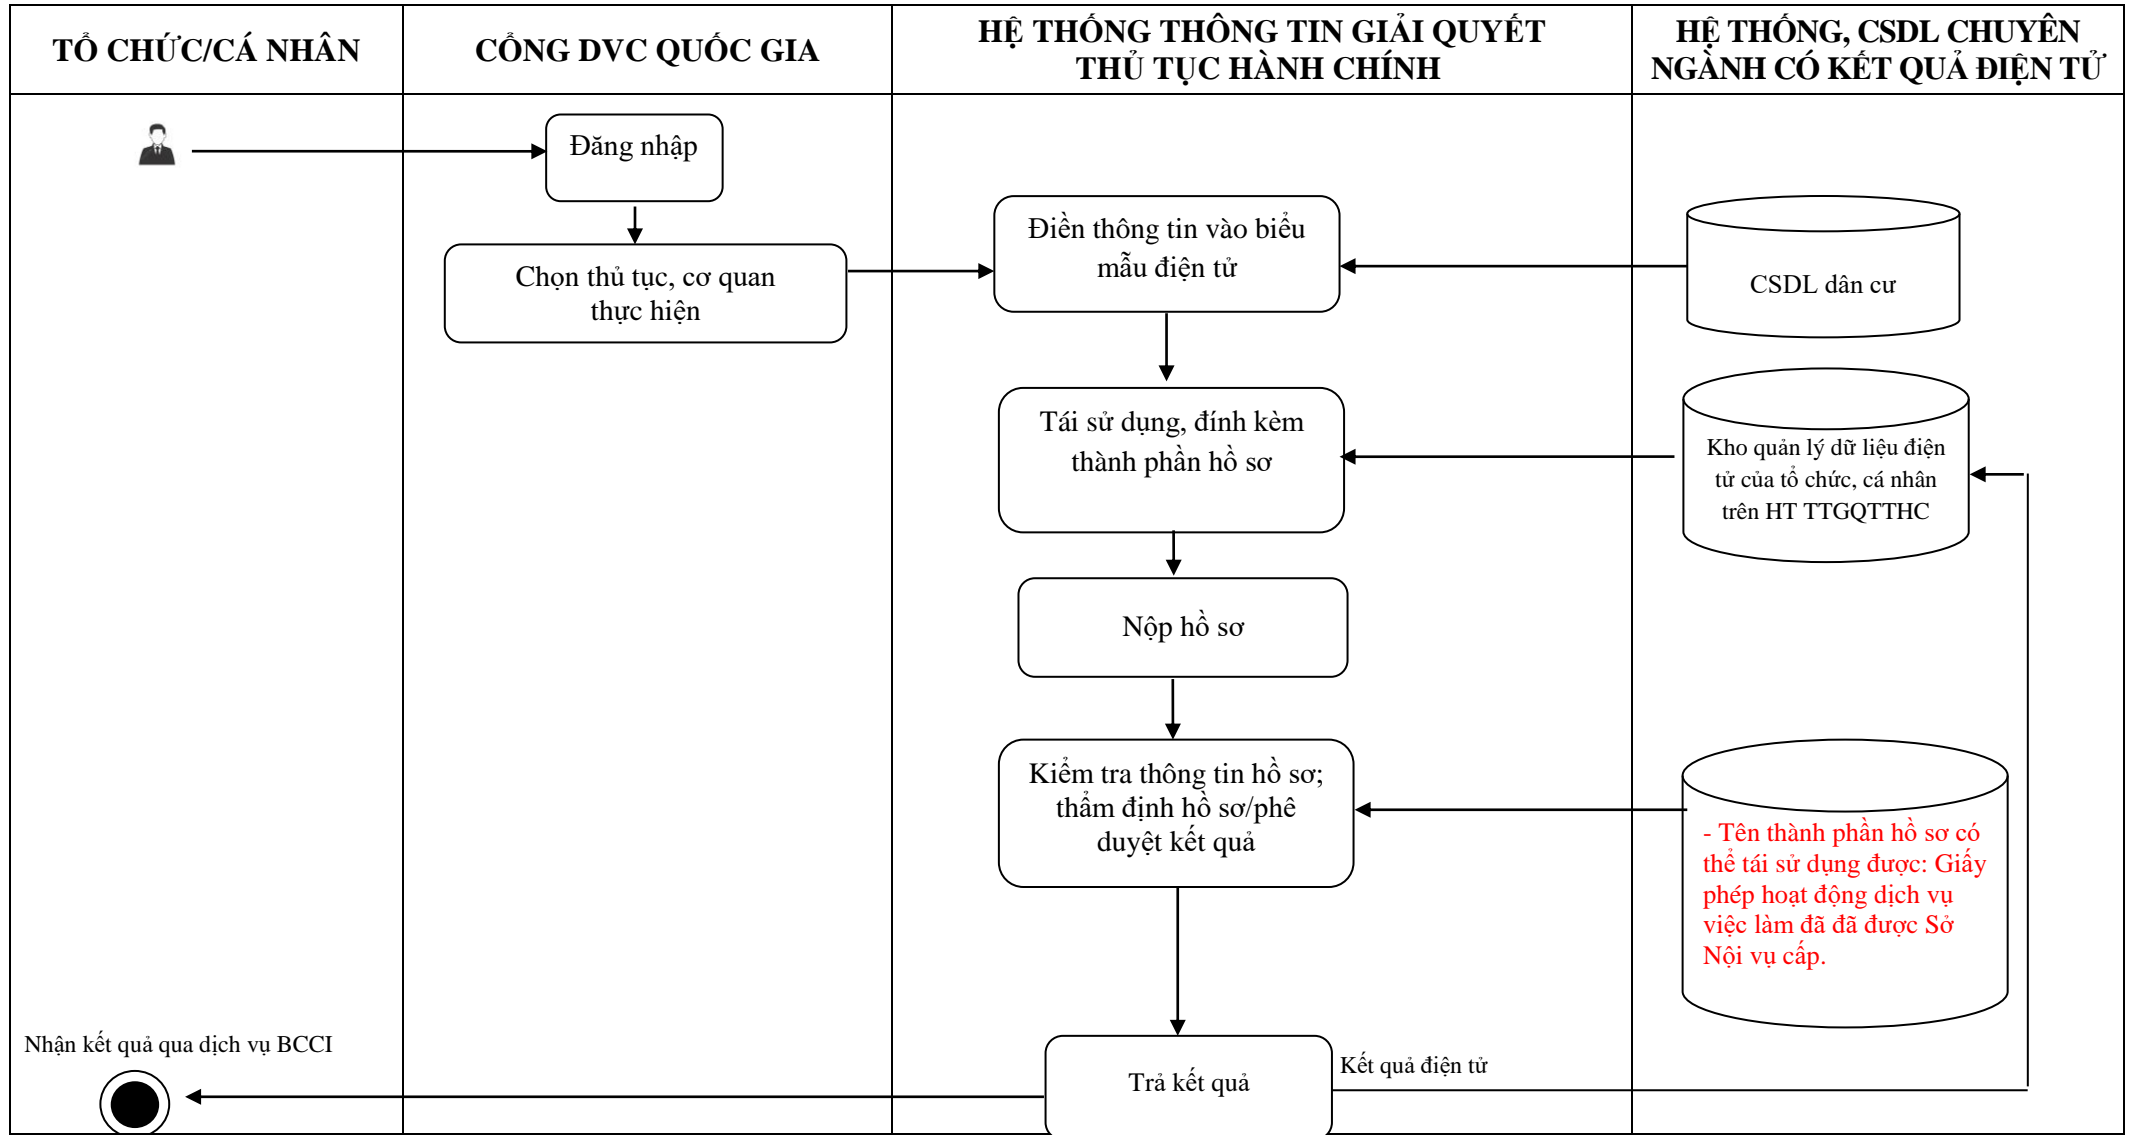 TỔ CHỨC/CÁ NHÂN
CỔNG DVC QUỐC GIA
HỆ THỐNG THÔNG TIN GIẢI QUYẾT
THỦ TỤC HÀNH CHÍNH
HỆ THỐNG, CSDL CHUYÊN
NGÀNH CÓ KẾT QUẢ ĐIỆN TỬ
Đăng nhập
Chọn thủ tục, cơ quan
thực hiện
Điền thông tin vào biểu
mẫu điện tử
CSDL dân cư
Tái sử dụng, đính kèm
thành phần hồ sơ
Kho quản lý dữ liệu điện
tử của tổ chức, cá nhân
trên HT TTGQTTHC
Nộp hồ sơ
Kiểm tra thông tin hồ sơ;
thẩm định hồ sơ/phê
duyệt kết quả
- Tên thành phần hồ sơ có
thể tái sử dụng được: Giấy
phép hoạt động dịch vụ
việc làm đã đã được Sở
Nội vụ cấp.
Nhận kết quả qua dịch vụ BCCI
Trả kết quả
Kết quả điện tử